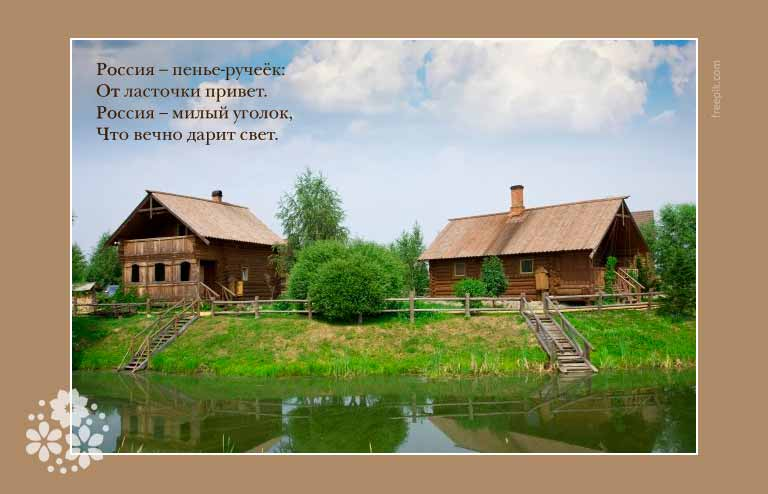 Россия – пенье-ручеёк:
От ласточки привет.
Россия – милый уголок,
Что вечно дарит свет.
freepik.com